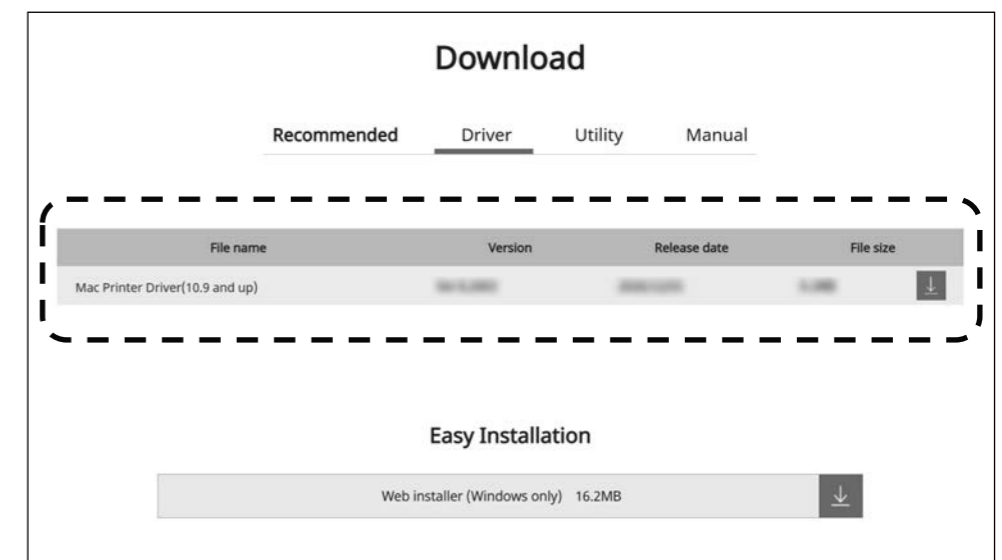 Download
Recommended Driver Utility Manual
File name Version Release date File size
Mac Printer Driver(10.9 and up)
Easy Installation
Web installer (Windows only) 16.2MB